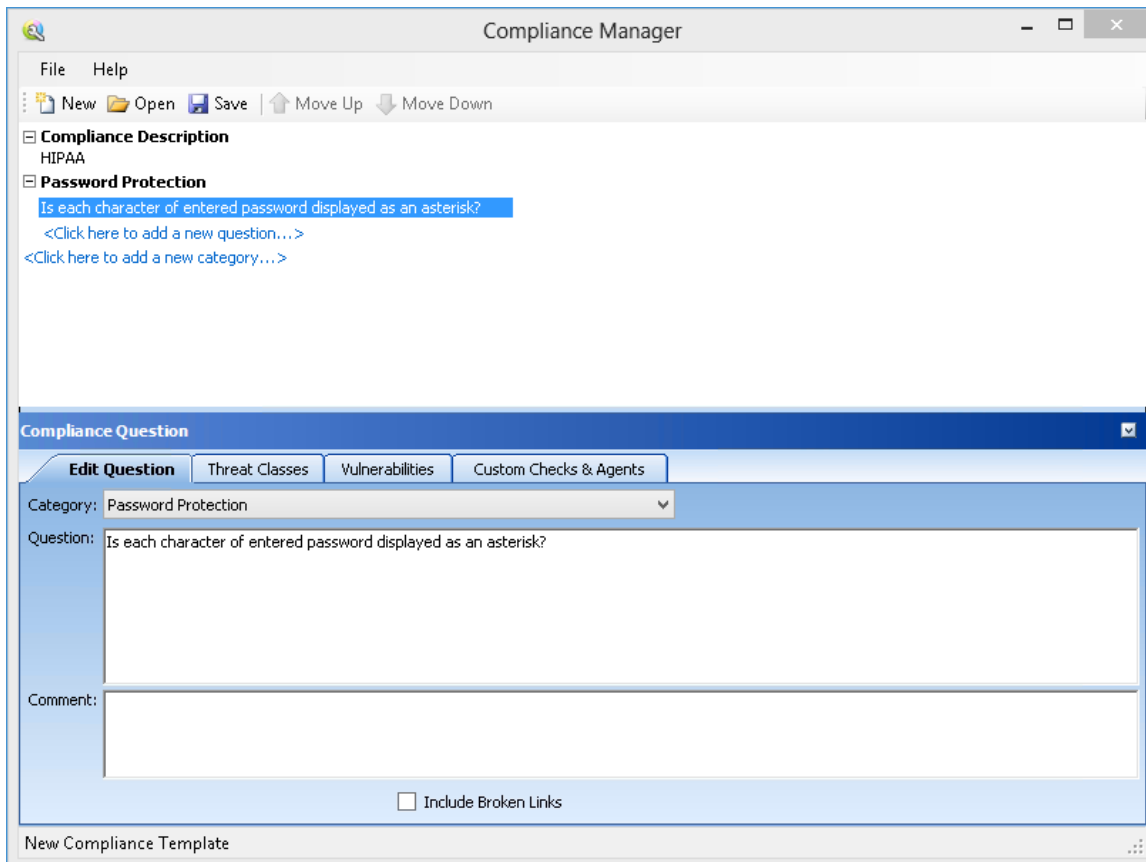 Compliance Manager
File Help
New Open Save Move Up Move Down
Compliance Description
HIPAA
Password Protection
Is each character of entered password displayed as an asterisk?
<Click here to add a new question...>
<Click here to add a new category...>
Compliance Question
Edit Question Threat Classes Vulnerabilities Custom Checks & Agents
Category: Password Protection
Question: Is each character of entered password displayed as an asterisk?
Comment:
Include Broken Links
New Compliance Template